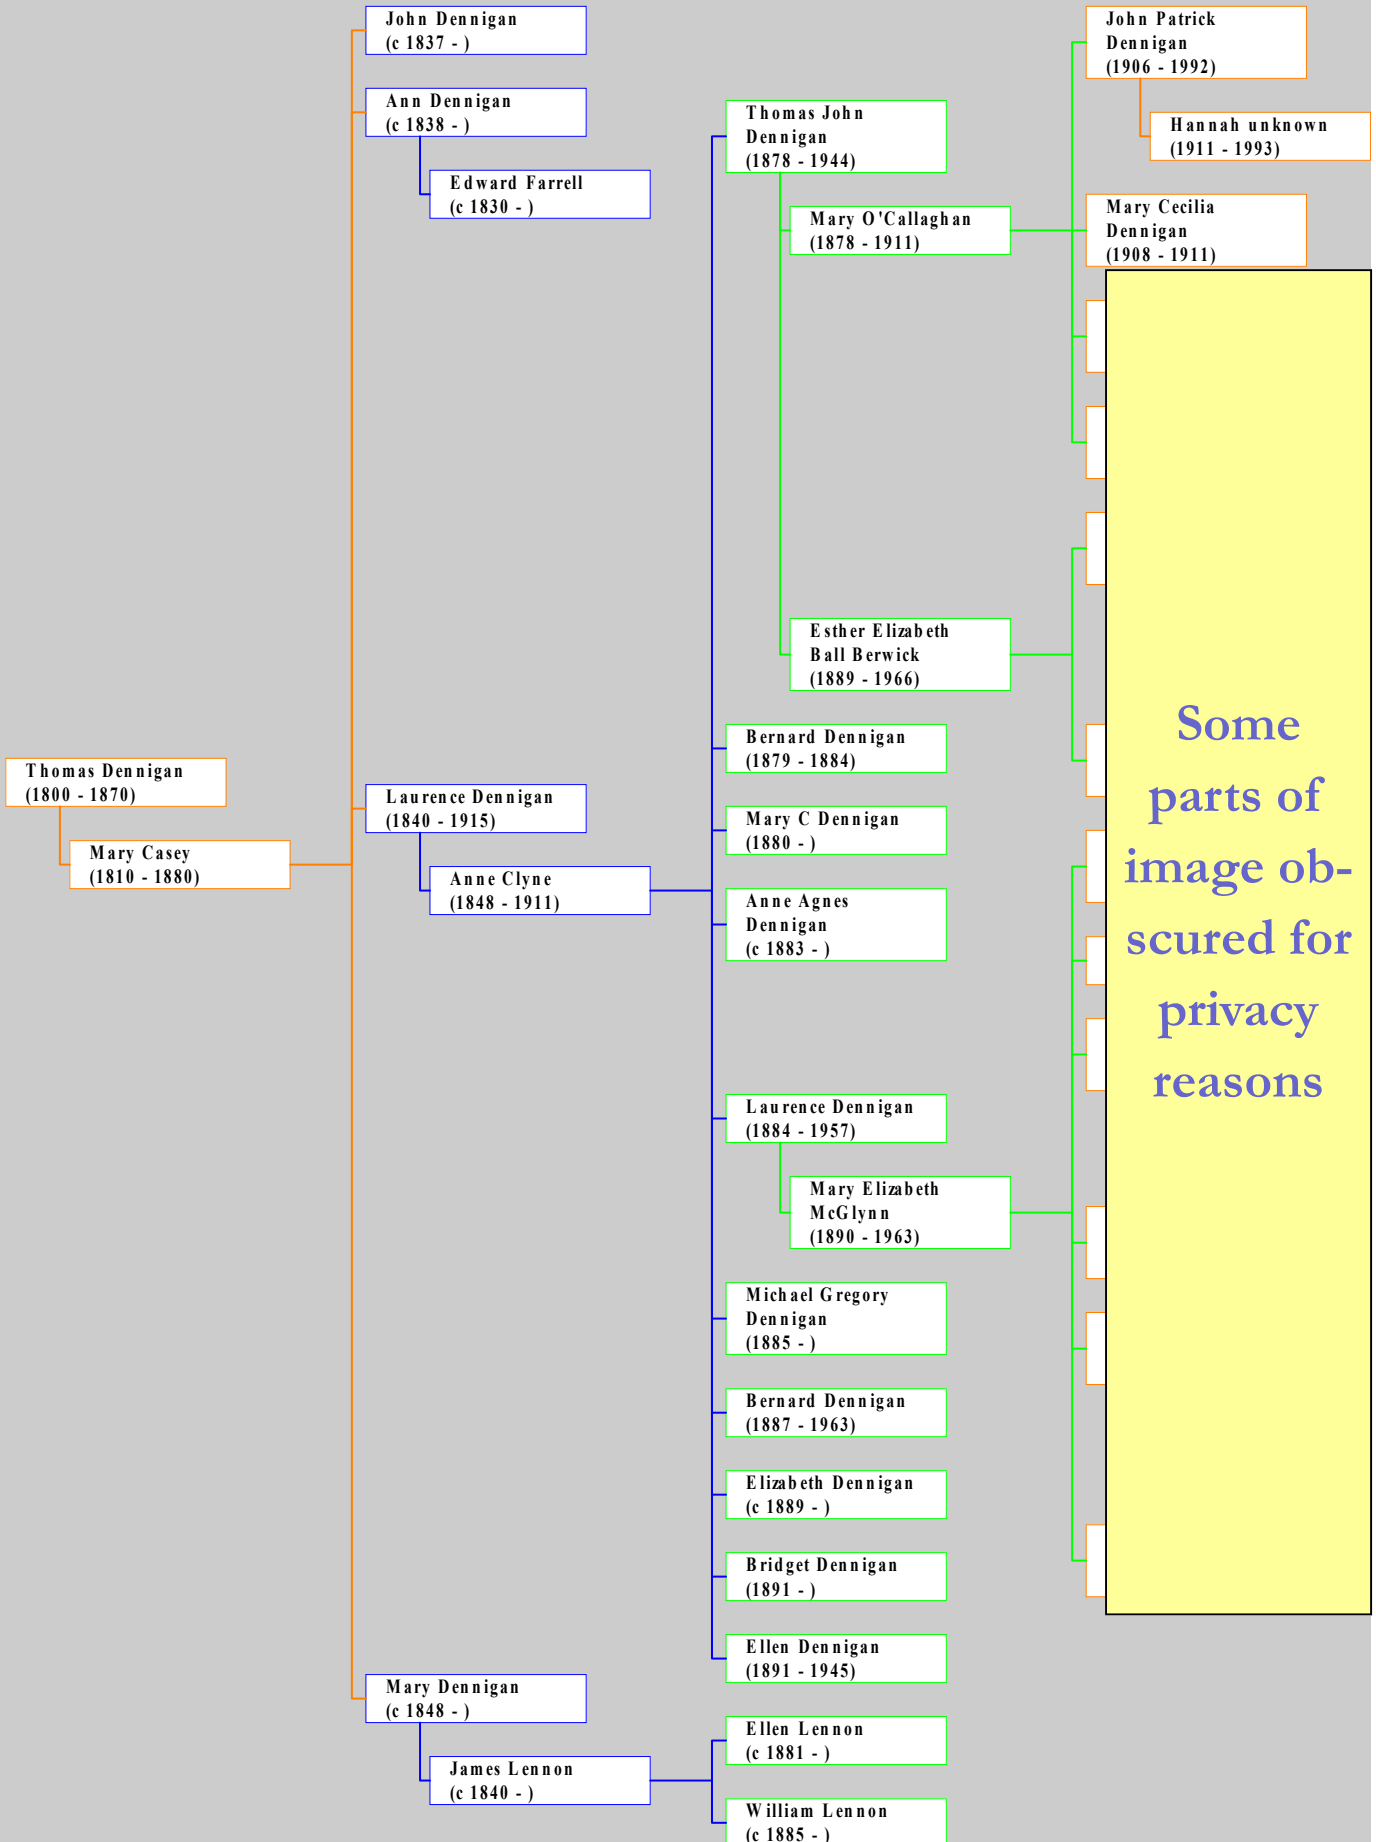 John Dennigan
(c 1837 - )
Ann Dennigan
(c 1838 - )
Edward Farrell
(c 1830 - )
Thomas John
Dennigan
(1878 - 1944)
Mary O'Callaghan
(1878 - 1911)
John Patrick
Dennigan
(1906 - 1992)
Hannah unknown
(1911 - 1993)
Mary Cecilia
Dennigan
(1908 - 1911)
Esther Elizabeth
Ball Berwick
(1889 - 1966)
Bernard Dennigan
(1879 - 1884)
Thomas Dennigan
(1800 - 1870)
Mary Casey
(1810 - 1880)
Laurence Dennigan
(1840 - 1915)
Anne Clyne
(1848 - 1911)
Mary C Dennigan
(1880 - )
Anne Agnes
Dennigan
(c 1883 - )
Laurence Dennigan
(1884 - 1957)
Mary Elizabeth
McGlynn
(1890 - 1963)
Michael Gregory
Dennigan
(1885 - )
Bernard Dennigan
(1887 - 1963)
Elizabeth Dennigan
(c 1889 - )
Bridget Dennigan
(1891 - )
Ellen Dennigan
(1891 - 1945)
Mary Dennigan
(c 1848 - )
James Lennon
(c 1840 - )
Ellen Lennon
(c 1881 - )
William Lennon
(c 1885 - )
Some
parts of
image ob-
scured for
privacy
reasons